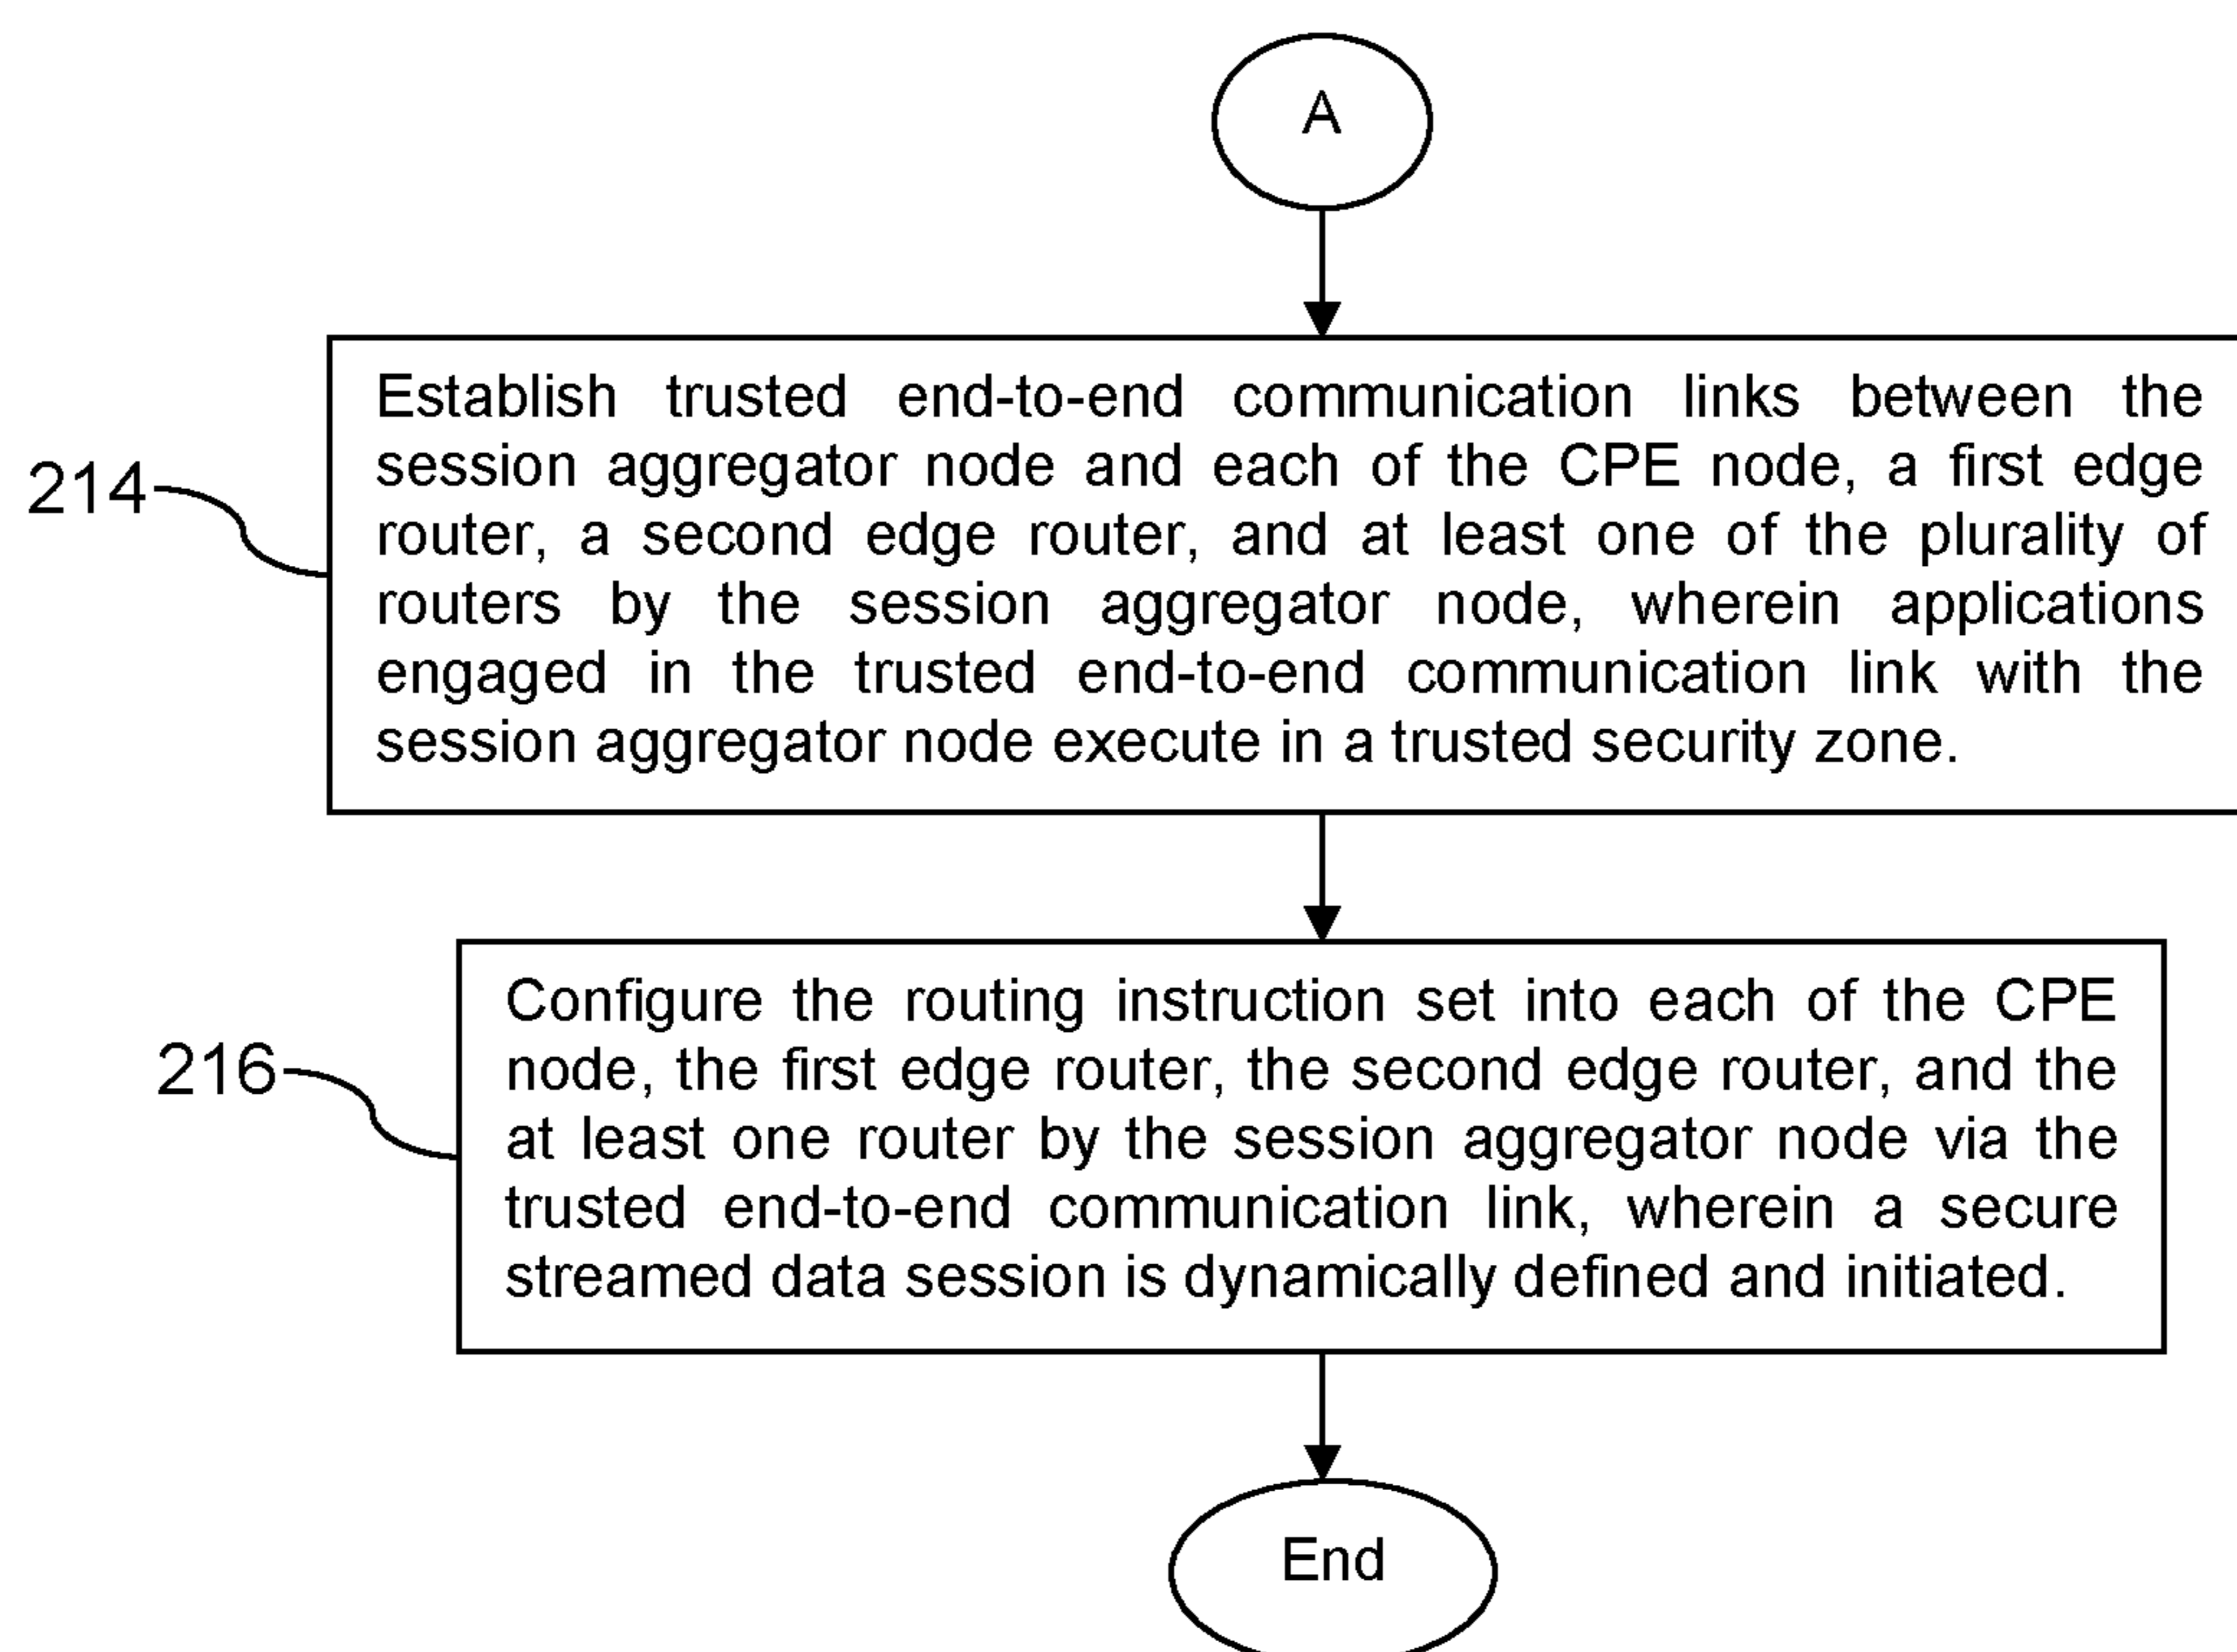 A
Establish trusted end-to-end communication links between the
session aggregator node and each of the CPE node, a first edge
router, a second edge router, and at least one of the plurality of
routers by the session aggregator node, wherein applications
engaged in the trusted end-to-end communication link with the
session aggregator node execute in a trusted security zone.
214
Configure the routing instruction set into each of the CPE
node, the first edge router, the second edge router, and the
at least one router by the session aggregator node via the
trusted end-to-end communication link, wherein a secure
streamed data session is dynamically defined and initiated.
216
End